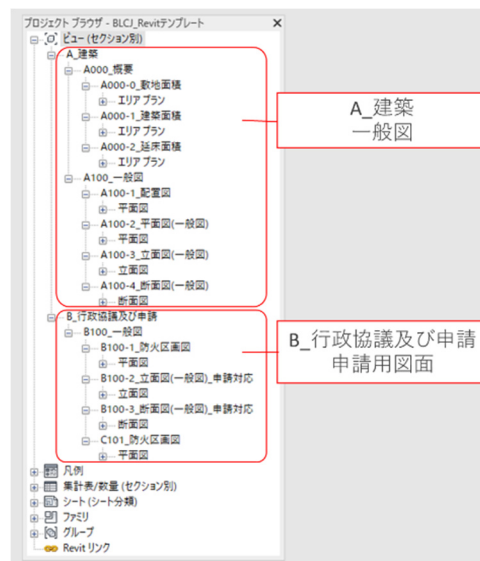 プロジェクト ブラウザ - BLCJ_Revitテンプレート
ビュー (セクション別)
A_建築
A000_概要
A000-0_敷地面積
エリア プラン
A000-1_建築面積
エリア プラン
A000-2_延床面積
エリア プラン
A100_一般図
A100-1_配置図
平面図
A100-2_平面図(一般図)
平面図
A100-3_立面図(一般図)
立面図
A100-4_断面図(一般図)
断面図
B_行政協議及び申請
B100_一般図
B100-1_防火区画図
平面図
B100-2_立面図(一般図)_申請対応
立面図
B100-3_断面図(一般図)_申請対応
断面図
C101_防火区画図
平面図
凡例
集計表/数量 (セクション別)
シート (シート分類)
ファミリ
グループ
Revit リンク
A_建築
一般図
B_行政協議及び申請
申請用図面